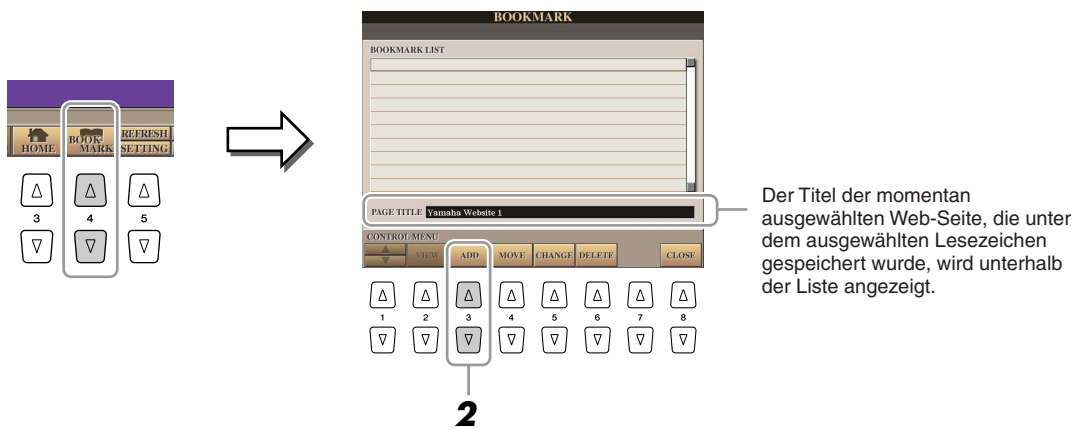 HOME
BOOK
MARK
REFRESH
SETTING
3
4
5
BOOKMARK
BOOKMARK LIST
PAGE TITLE Yamaha Website 1
CONTROL MENU
VIEW ADD MOVE CHANGE DELETE CLOSE
1 2 3 4 5 6 7 8
2
Der Titel der momentan
ausgewählten Web-Seite, die unter
dem ausgewählten Lesezeichen
gespeichert wurde, wird unterhalb
der Liste angezeigt.